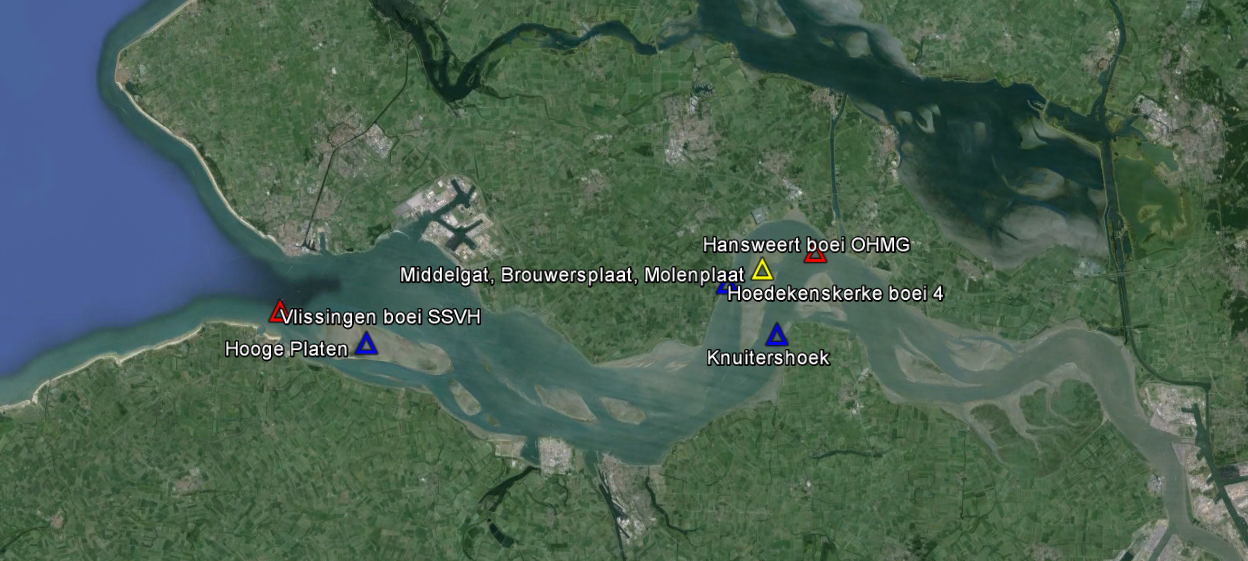 Hansweert boei OHMG
Middelgat, Brouwersplaat, Molenplaat
Hoedekenskerke boei 4
Vlissingen boei SSVH
Hooge Platen
Knuitershoek